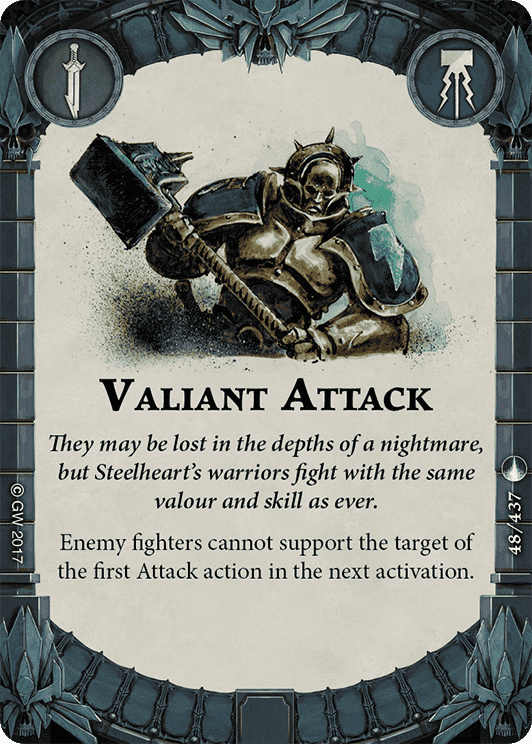 VALIANT ATTACK
They may be lost in the depths of a nightmare,
but Steelheart's warriors fight with the same
valour and skill as ever.
Enemy fighters cannot support the target of
the first Attack action in the next activation.
© GW 2017
48/437